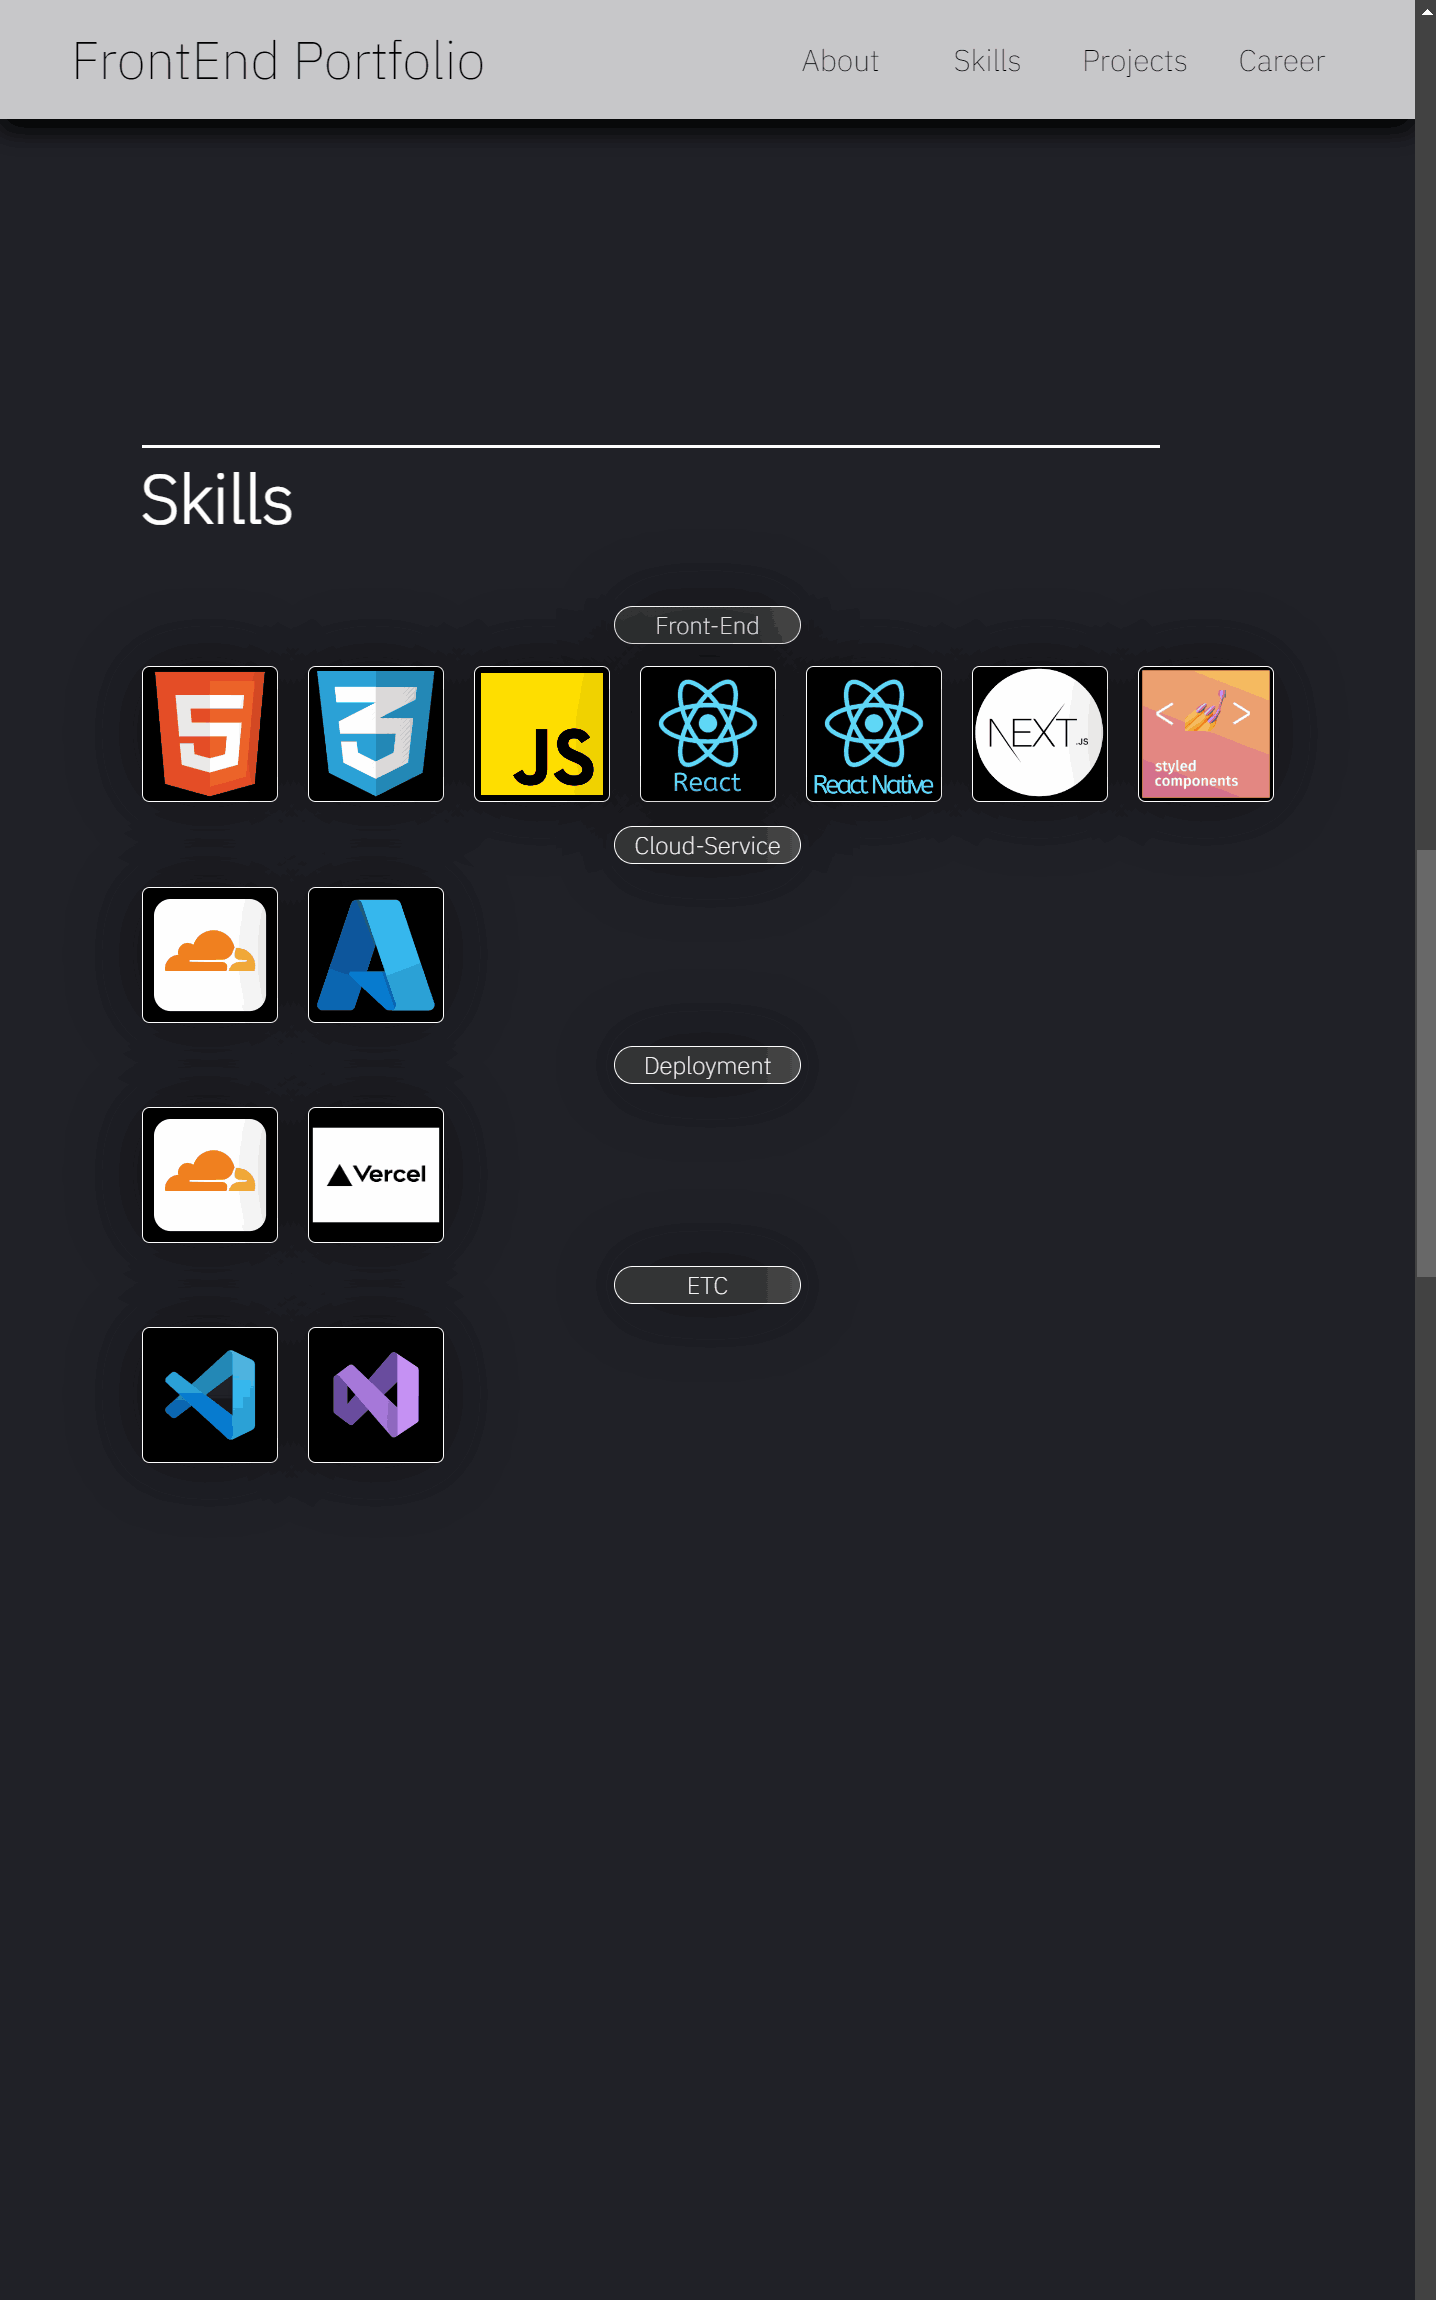 FrontEnd Portfolio
About Skills Projects Career
Skills
Front-End
JS
React
React Native
NEXT.JS
< >
styled
components
Cloud-Service
Deployment
Vercel
ETC